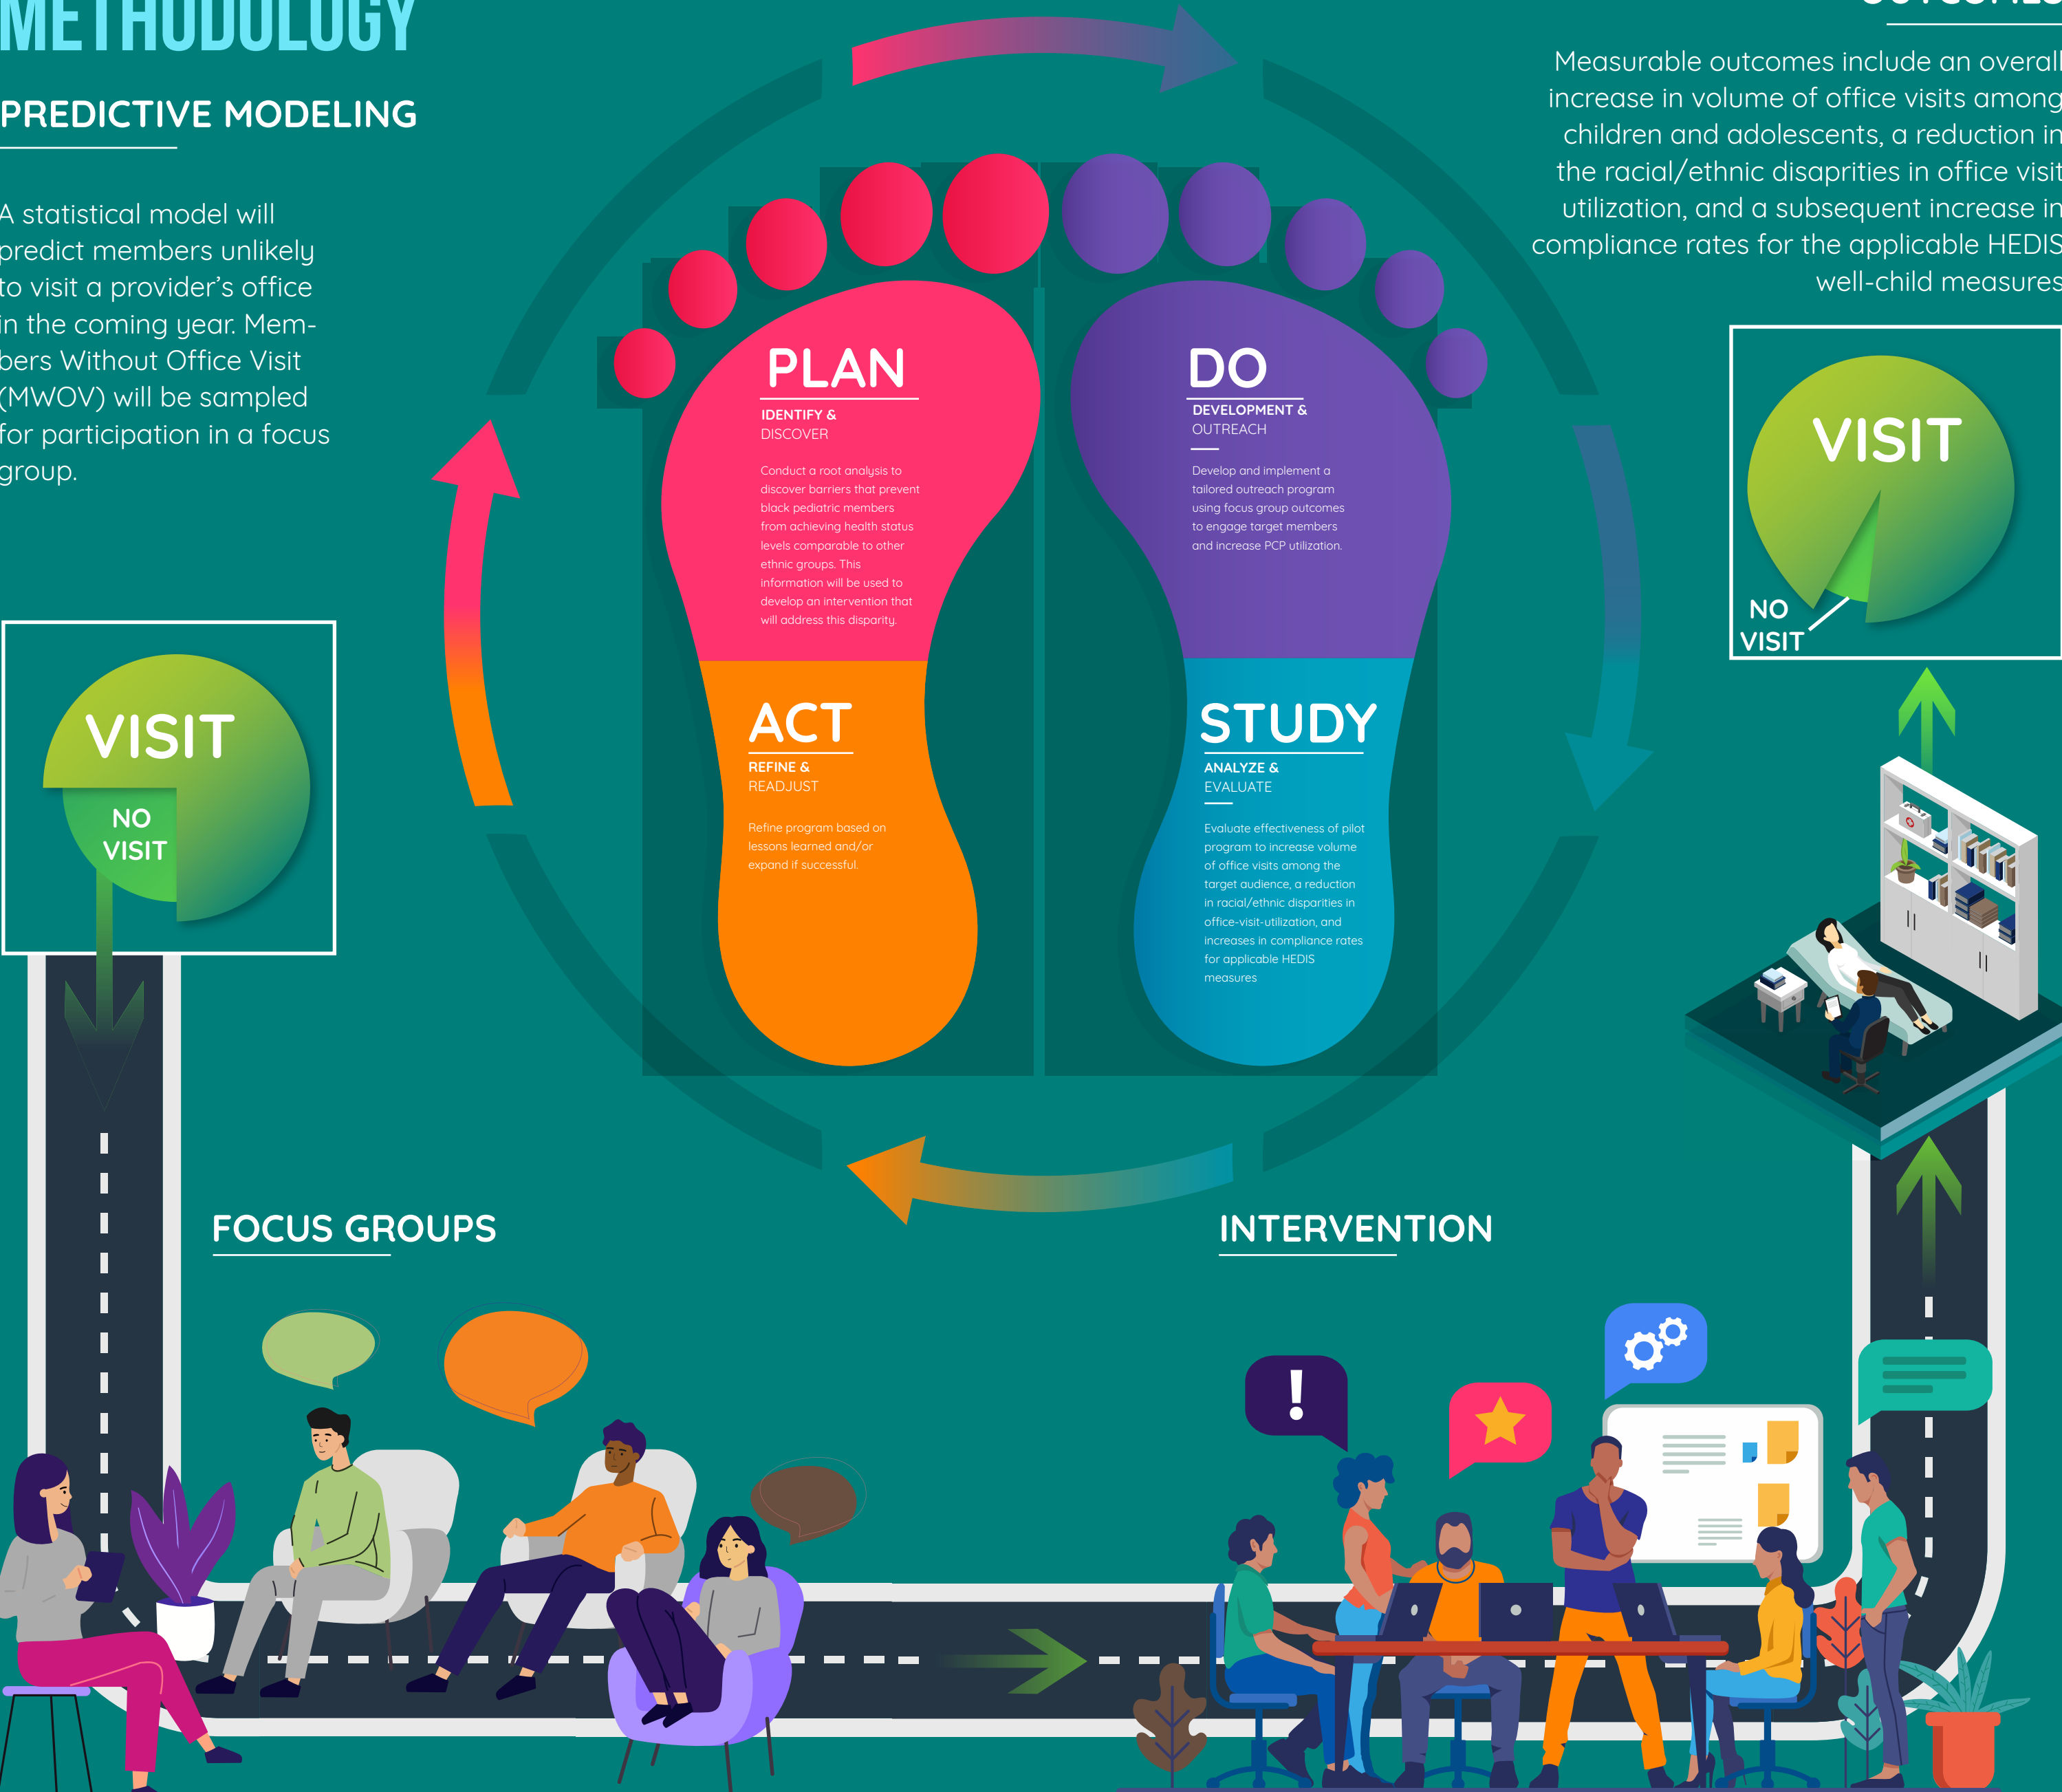 METHODOLOGY
PREDICTIVE MODELING
A statistical model will
predict members unlikely
to visit a provider's office
in the coming year. Mem-
bers Without Office Visit
(MWOV) will be sampled
for participation in a focus
group.
VISIT
NO
VISIT
PLAN
IDENTIFY &
DISCOVER
Conduct a root analysis to
discover barriers that prevent
black pediatric members
from achieving health status
levels comparable to other
ethnic groups. This
information will be used to
develop an intervention that
will address this disparity.
DO
DEVELOPMENT &
OUTREACH
Develop and implement a
tailored outreach program
using focus group outcomes
to engage target members
and increase PCP utilization.
ACT
REFINE &
READJUST
Refine program based on
lessons learned and/or
expand if successful.
STUDY
ANALYZE &
EVALUATE
Evaluate effectiveness of pilot
program to increase volume
of office visits among the
target audience, a reduction
in racial/ethnic disparities in
office-visit-utilization, and
increases in compliance rates
for applicable HEDIS
measures
OUTCOMES
Measurable outcomes include an overall
increase in volume of office visits among
children and adolescents, a reduction in
the racial/ethnic disaprities in office visit
utilization, and a subsequent increase in
compliance rates for the applicable HEDIS
well-child measures
VISIT
NO
VISIT
FOCUS GROUPS
INTERVENTION
!